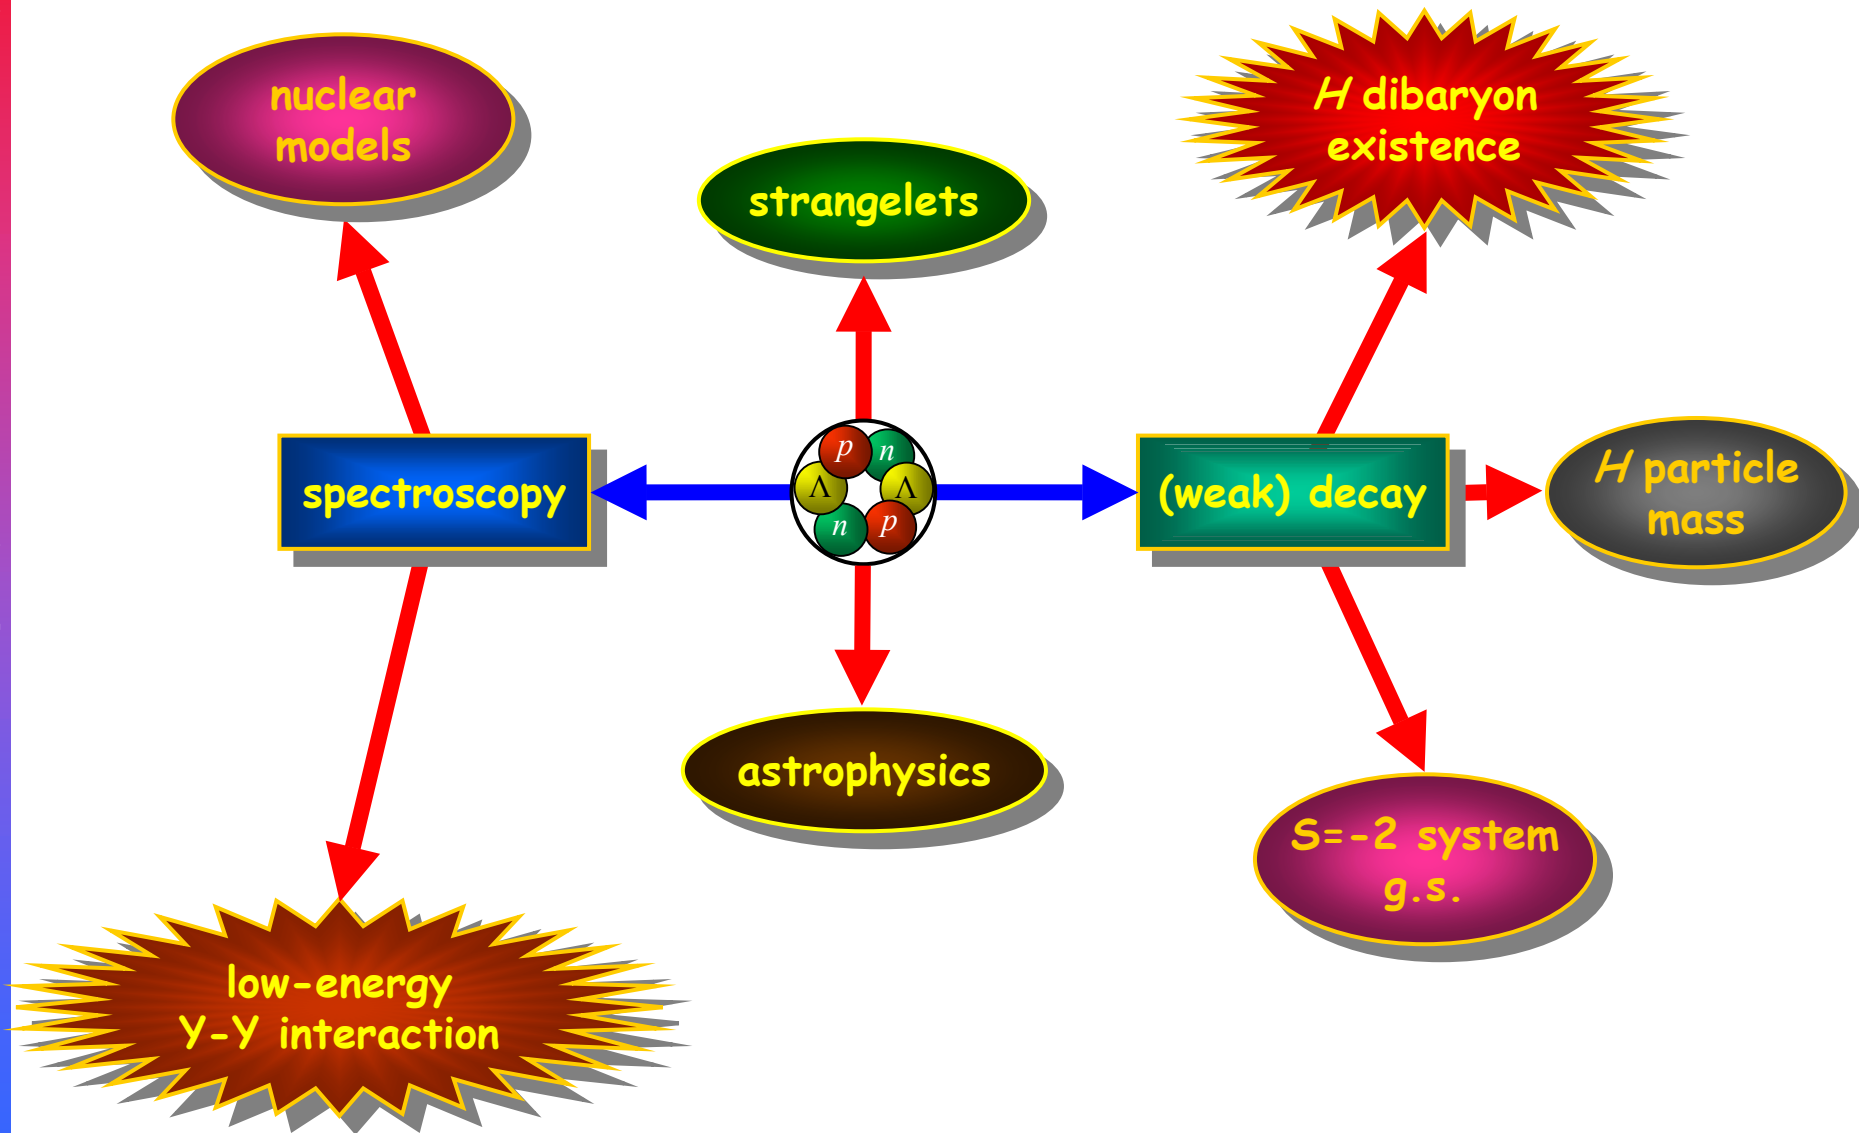 nuclear
models
strangelets
H dibaryon
existence
spectroscopy
p n
Λ Λ
n p
(weak) decay
H particle
mass
astrophysics
S=-2 system
g.s.
low-energy
Y-Y interaction